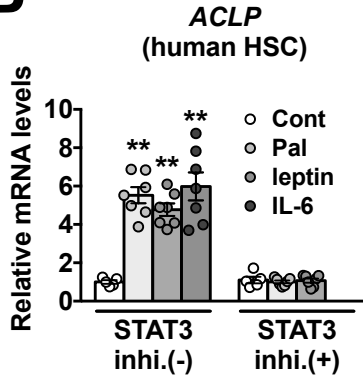 ACLP
(human HSC)
Relative mRNA levels
10
8
6
4
2
0
**
**
**
Cont
Pal
leptin
IL-6
STAT3
inhi.(-)
STAT3
inhi.(+)